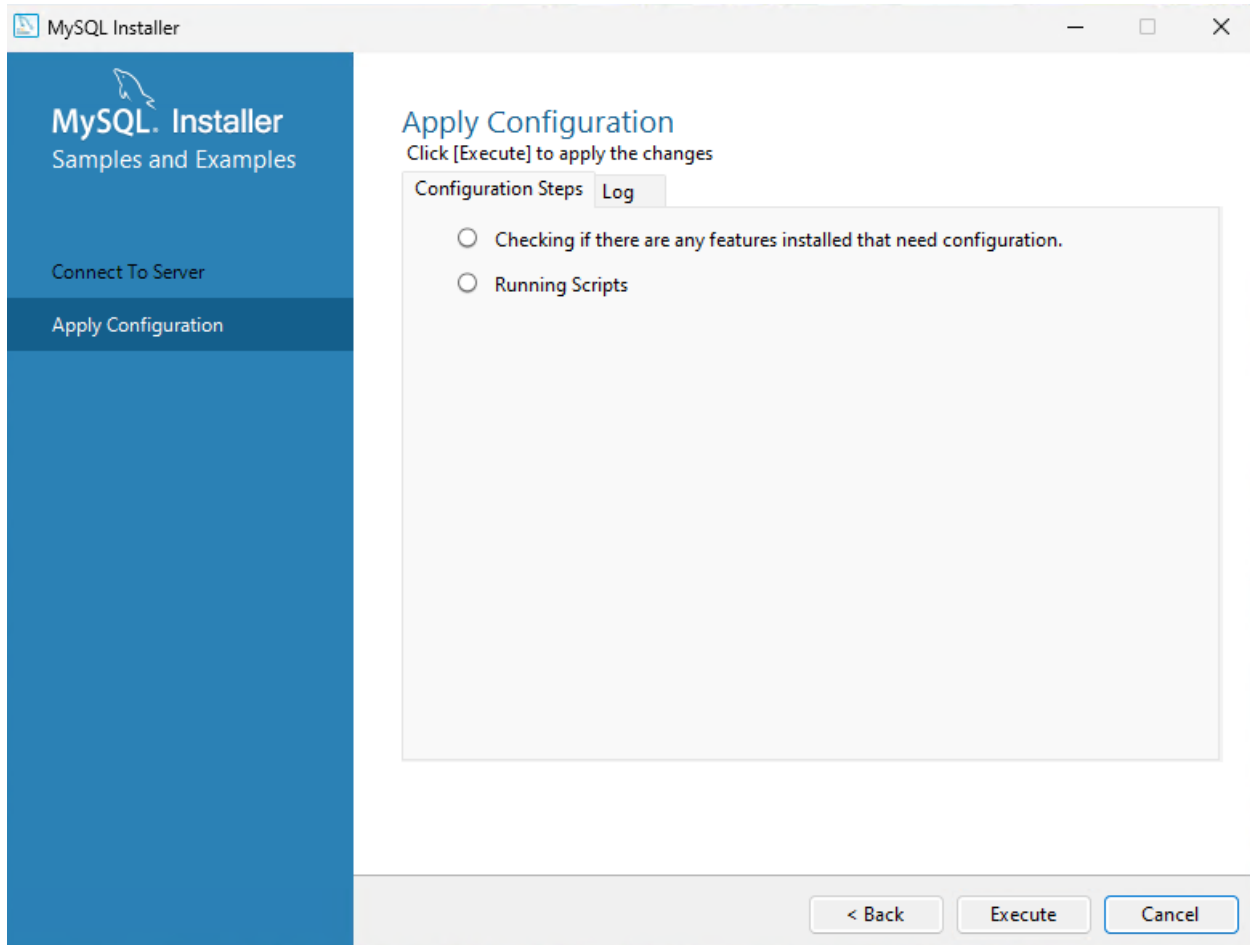 MySQL Installer
MySQL. Installer
Samples and Examples
Connect To Server
Apply Configuration
Apply Configuration
Click [Execute] to apply the changes
Configuration Steps
Log
Checking if there are any features installed that need configuration.
Running Scripts
< Back
Execute
Cancel